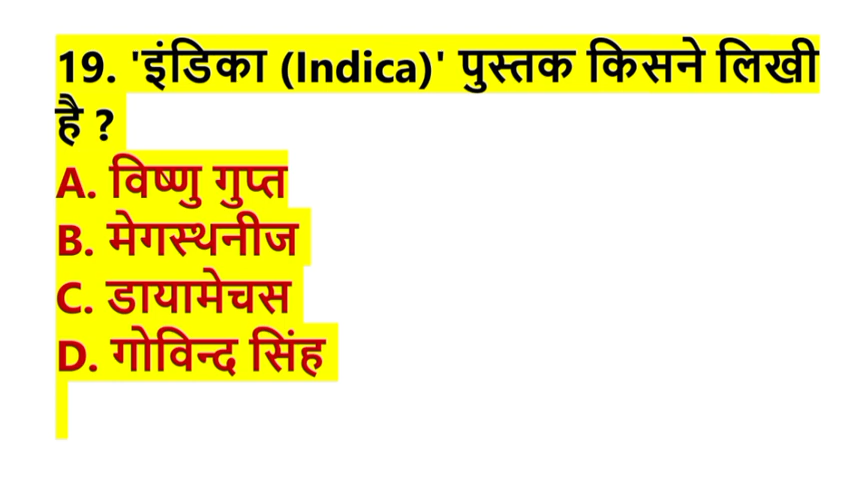 19. 'इंडिका (Indica)' पुस्तक किसने लिखी
है ?
A. विष्णु गुप्त
B. मेगस्थनीज
C. डायामेचस
D. गोविन्द सिंह